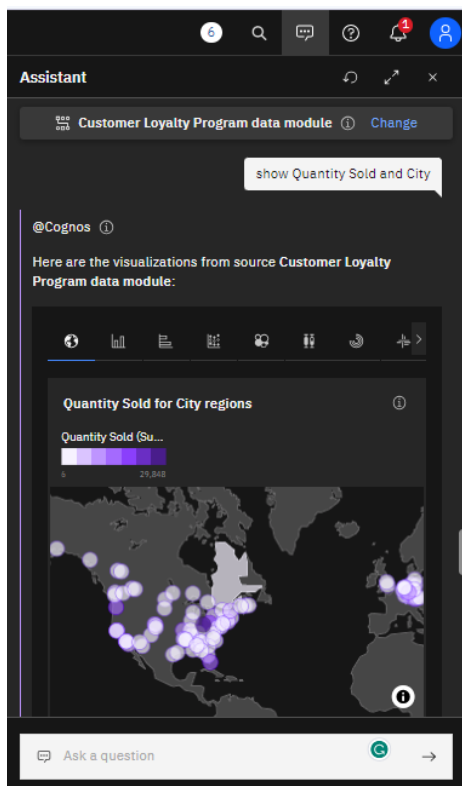 6
1
Assistant
Customer Loyalty Program data module Change
show Quantity Sold and City
@Cognos
Here are the visualizations from source Customer Loyalty
Program data module:
Quantity Sold for City regions
Quantity Sold (Su...
6 29,848
Ask a question